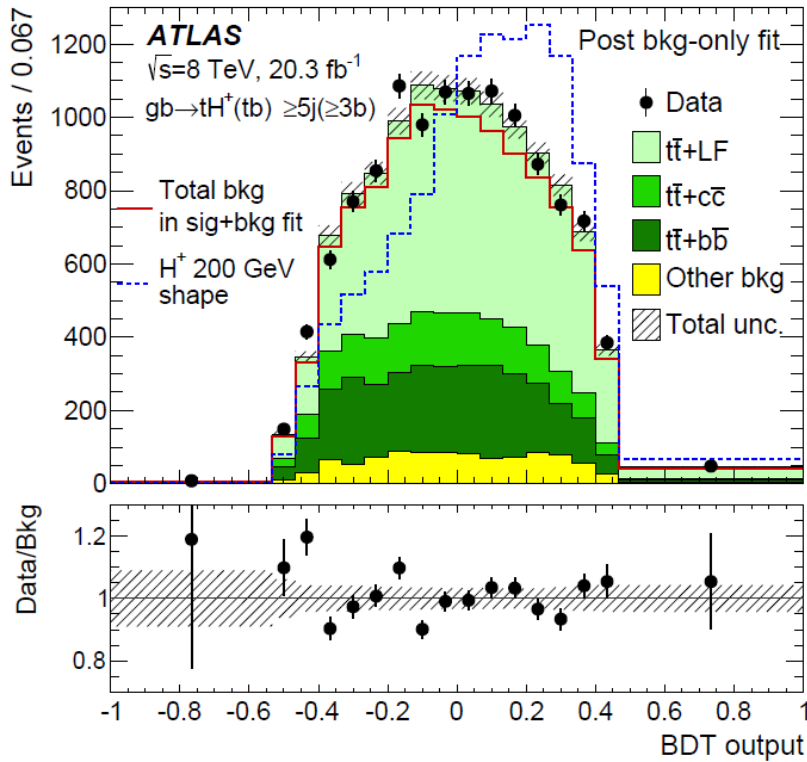 ATLAS
√s=8 TeV, 20.3 fb⁻¹
gb→tH⁺(tb) ≥5j(≥3b)
Post bkg-only fit
Data
tt̄+LF
tt̄+cc̄
tt̄+bb̄
Other bkg
Total unc.
Total bkg
in sig+bkg fit
H⁺ 200 GeV
shape
Events / 0.067
1200
1000
800
600
400
200
0
Data/Bkg
1.2
1
0.8
-1 -0.8 -0.6 -0.4 -0.2 0 0.2 0.4 0.6 0.8 1
BDT output